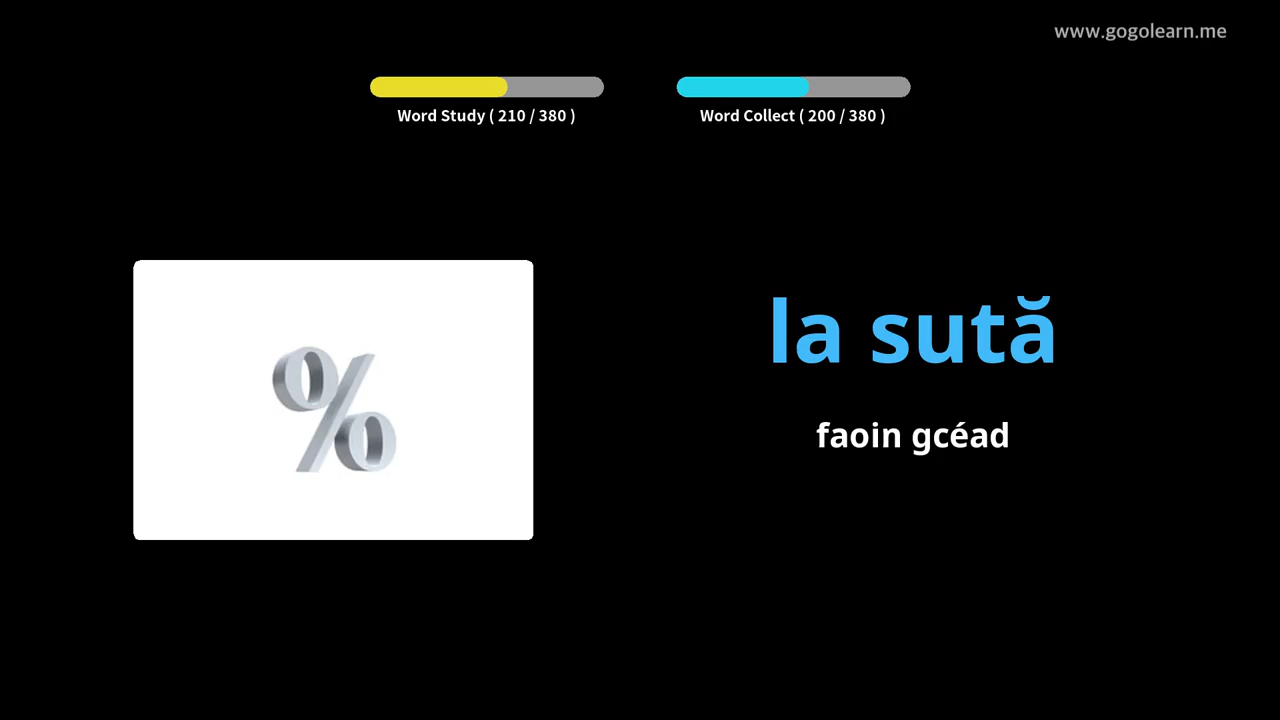 www.gogolearn.me
Word Study ( 210 / 380 )
Word Collect ( 200 / 380 )
%
la sută
faoin gcéad